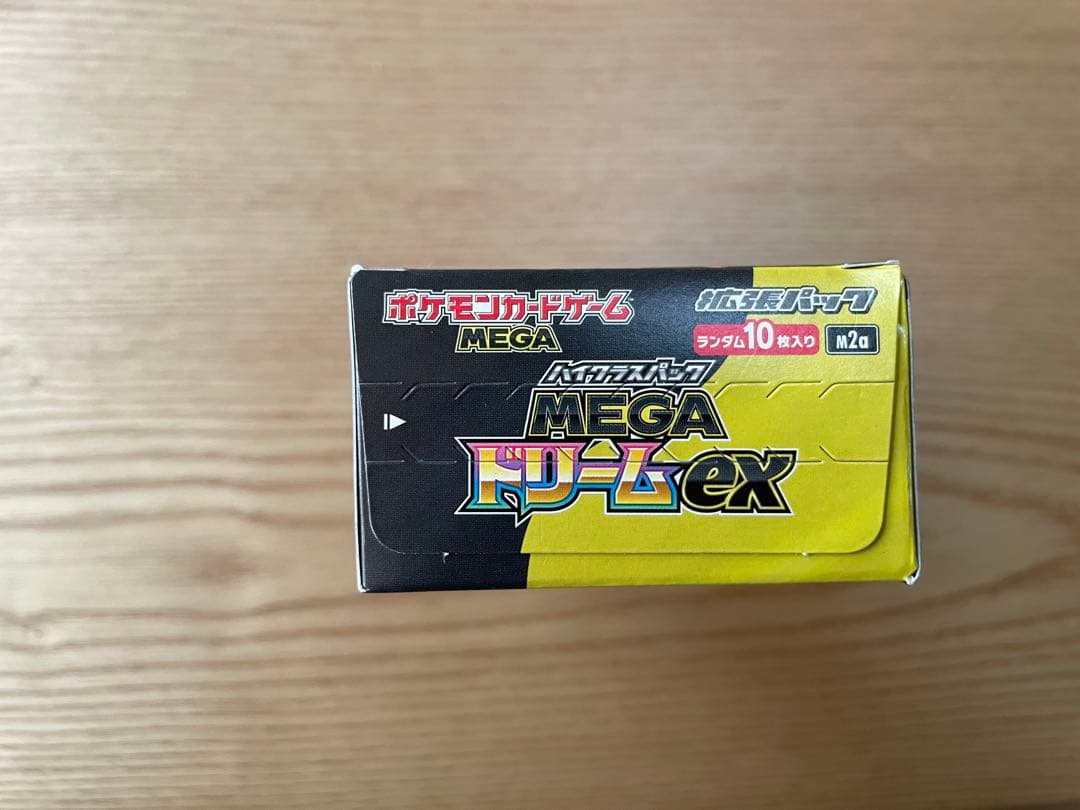 ポケモンカードゲーム
MEGA
拡張パック
ランダム10枚入り
M2a
ハイクラスパック
MEGA
ドリームex